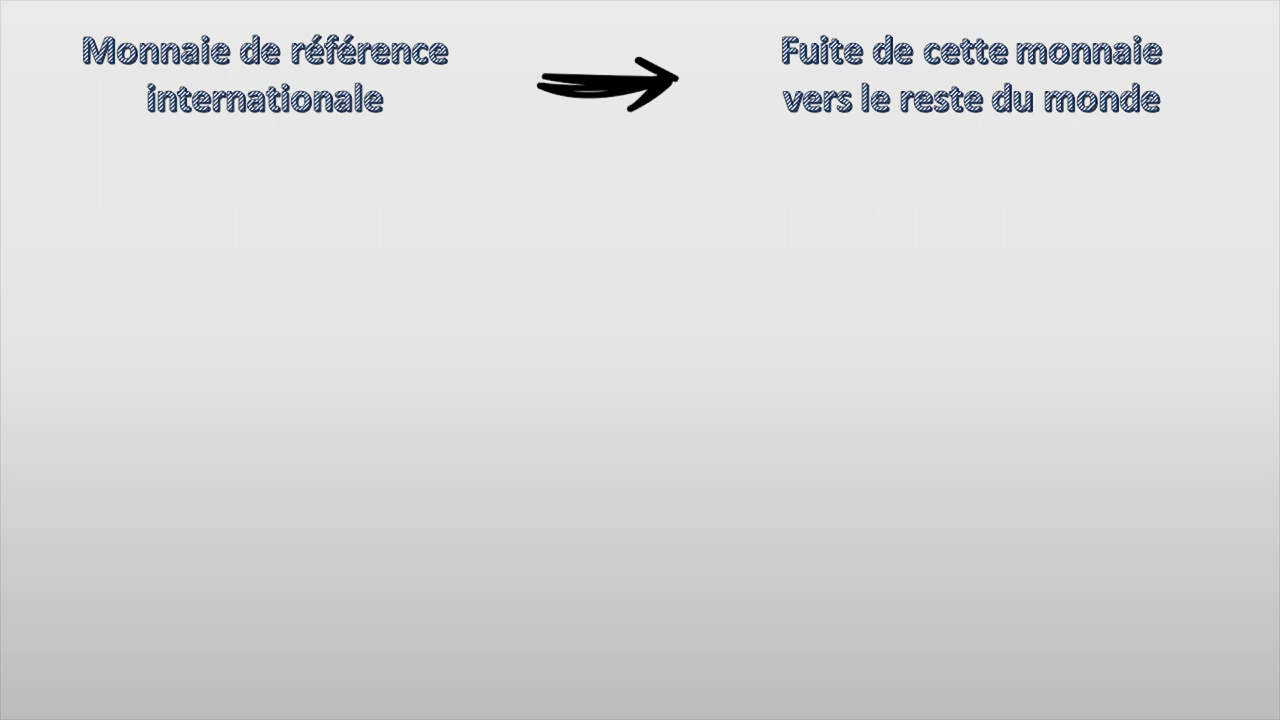 Monnaie de référence
internationale
Fuite de cette monnaie
vers le reste du monde